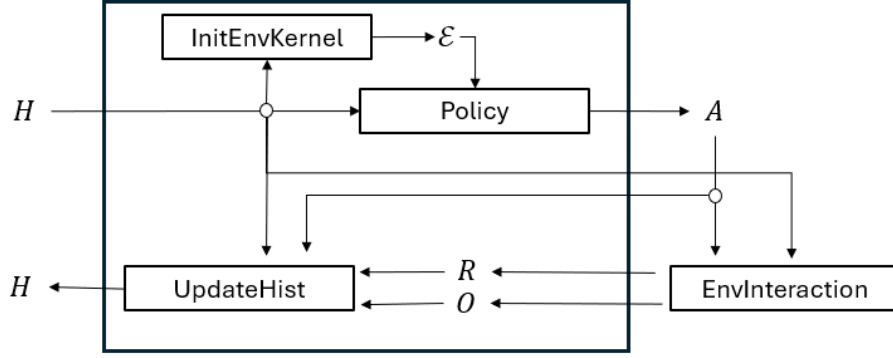 InitEnvKernel
ℰ
H
Policy
A
H
UpdateHist
R
O
EnvInteraction